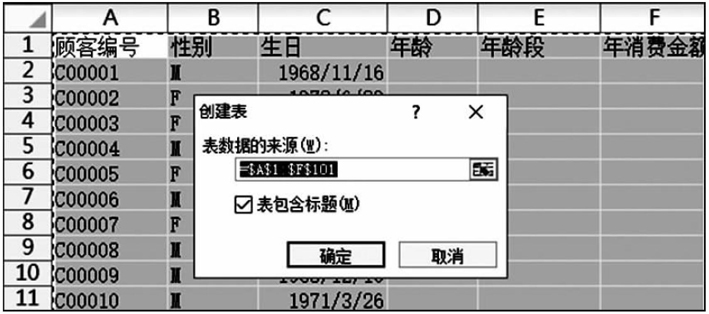 A B C D E F
1 顾客编号 性别 生日 年龄 年龄段 年消费金额
2 C00001 M 1968/11/16
3 C00002 F
创建表 ? ×
4 C00003 F
5 C00004 M
表数据的来源(W):
6 C00005 F
=$A$1:$F$101
7 C00006 M
表包含标题(M)
8 C00007 F
9 C00008 M
确定 取消
10 C00009 M
11 C00010 M 1971/3/26